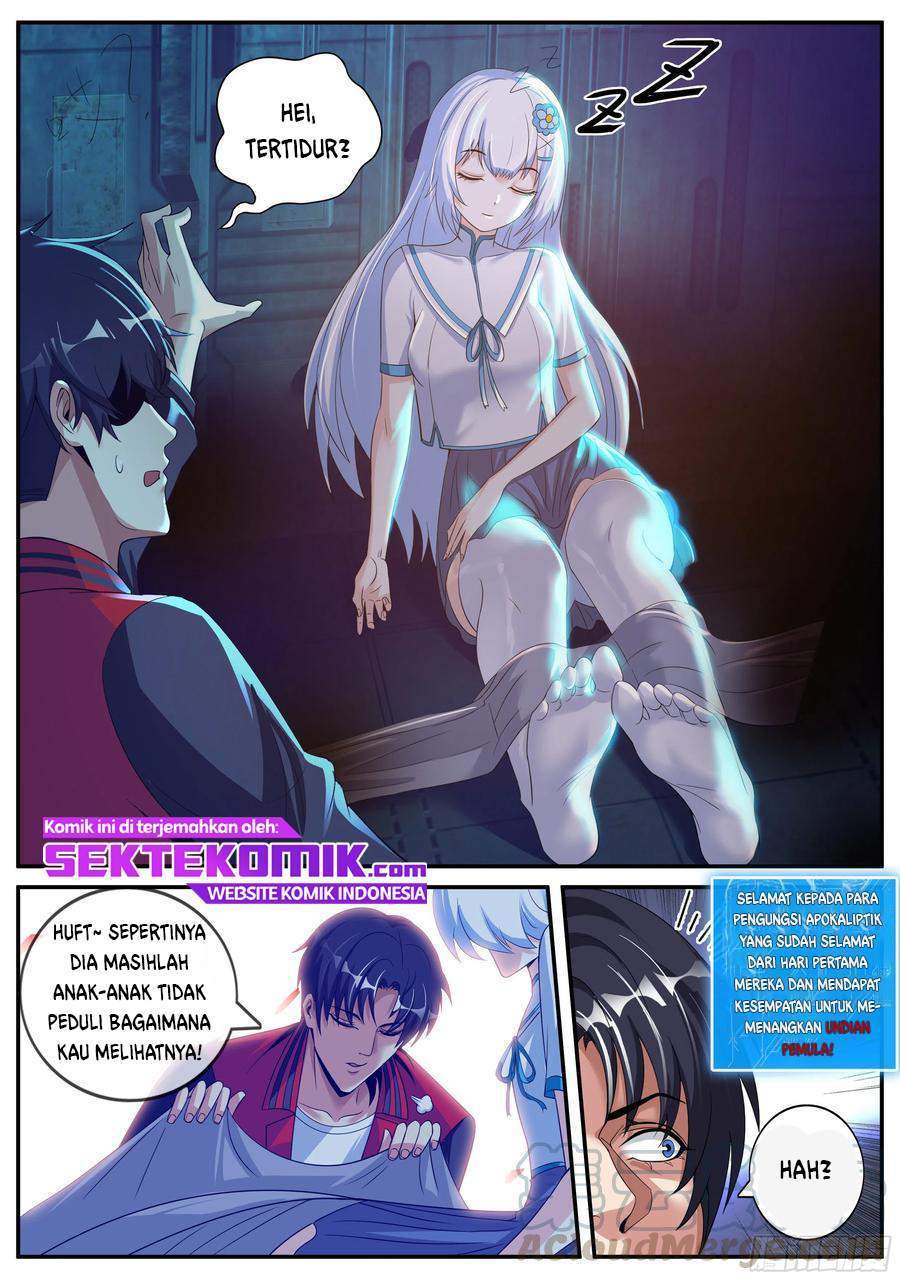 Z Z
Z Z
HEI,
TERTIDUR?
Komik ini di terjemahkan oleh:
SEKTEKOMIK.com
WEBSITE KOMIK INDONESIA
HUFT~ SEPERTINYA
DIA MASIHLAH
ANAK-ANAK TIDAK
PEDULI BAGAIMANA
KAU MELIHATNYA!
SELAMAT KEPADA PARA
PENGUNGSI APOKALIPTIK
YANG SUDAH SELAMAT
DARI HARI PERTAMA
MEREKA DAN MENDAPAT
KESEMPATAN UNTUK ME-
MENANGKAN UNDIAN
PEMULA!
HAH?
ACloudMerge